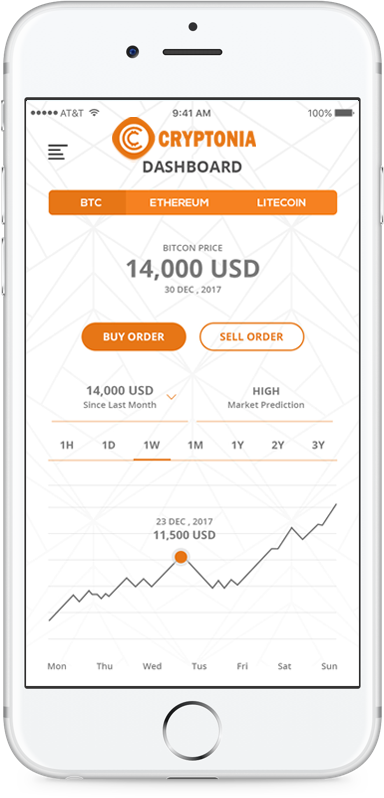 AT&T 9:41 AM 100%
CRYPTONIA
DASHBOARD
BTC ETHEREUM LITECOIN
BITCON PRICE
14,000 USD
30 DEC , 2017
BUY ORDER SELL ORDER
14,000 USD HIGH
Since Last Month Market Prediction
1H 1D 1W 1M 1Y 2Y 3Y
23 DEC , 2017
11,500 USD
Mon Thu Wed Tus Fri Sat Sun